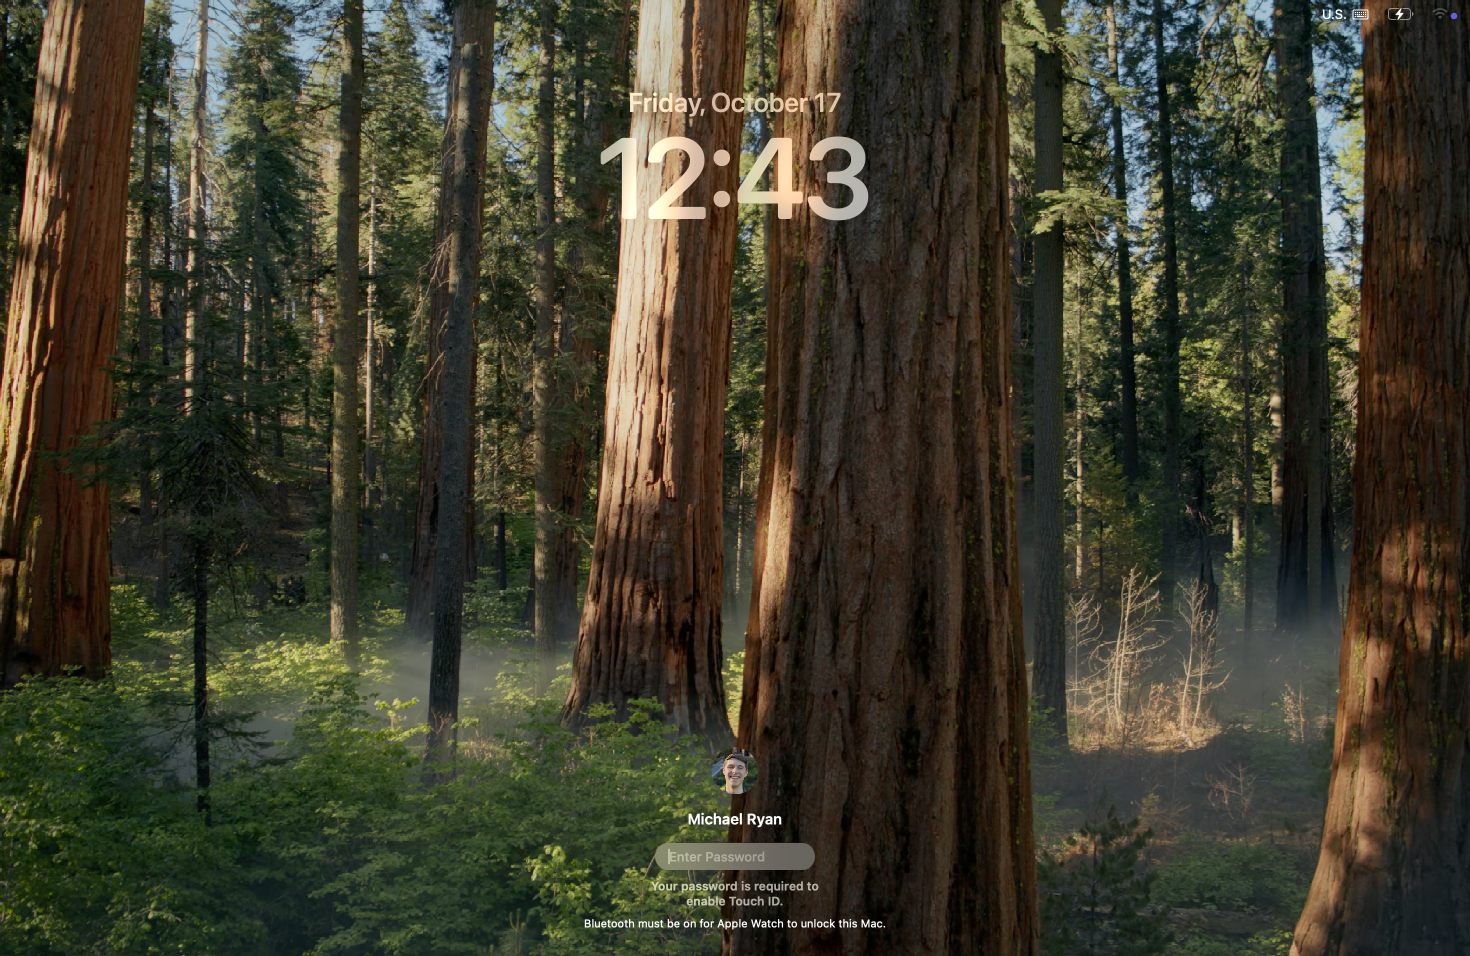 U.S.
Friday, October 17
12:43
Michael Ryan
Enter Password
Your password is required to
enable Touch ID.
Bluetooth must be on for Apple Watch to unlock this Mac.